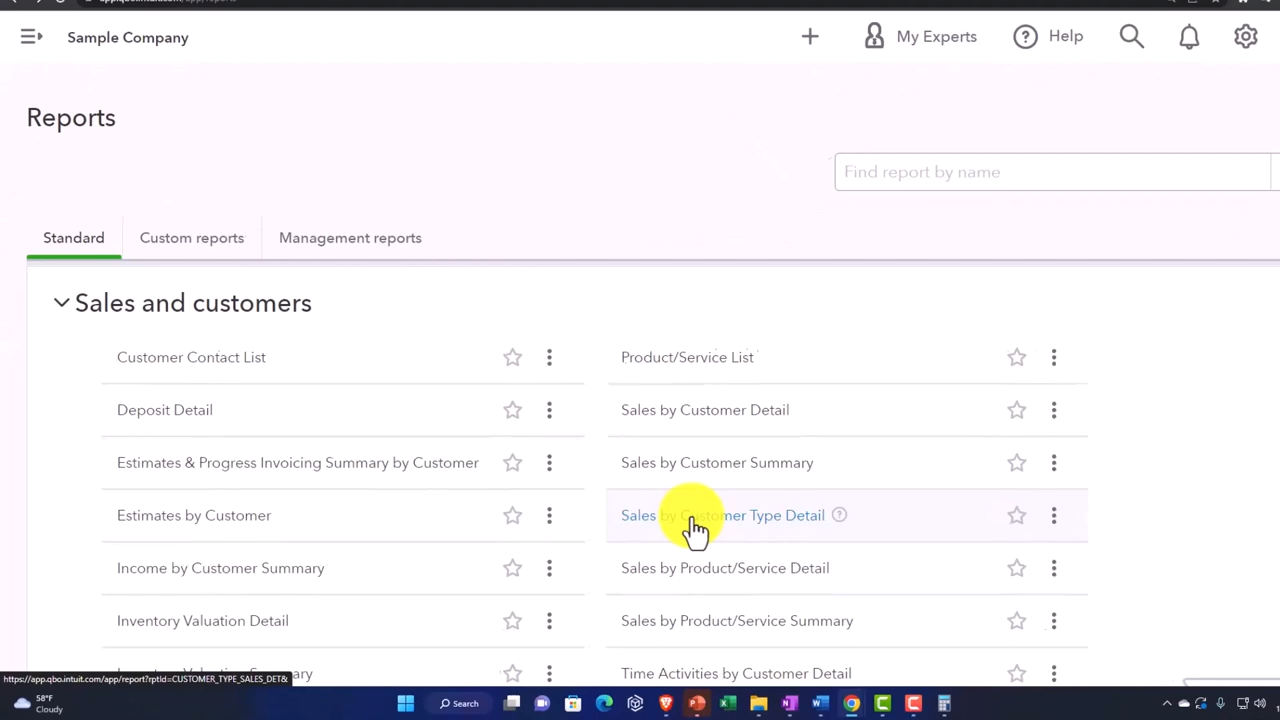 Sample Company
My Experts
Help
Reports
Find report by name
Standard
Custom reports
Management reports
Sales and customers
Customer Contact List
Product/Service List
Deposit Detail
Sales by Customer Detail
Estimates & Progress Invoicing Summary by Customer
Sales by Customer Summary
Estimates by Customer
Sales by Customer Type Detail
Income by Customer Summary
Sales by Product/Service Detail
Inventory Valuation Detail
Sales by Product/Service Summary
Time Activities by Customer Detail
https://app.qbo.intuit.com/app/report?rptId=CUSTOMER_TYPE_SALES_DET&
58°F
Cloudy
Search